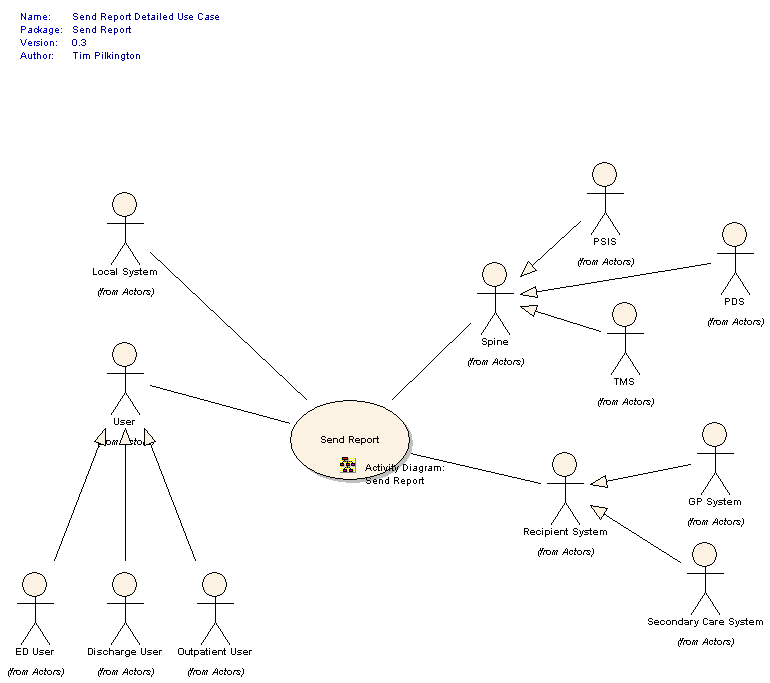 Name: Send Report Detailed Use Case
Package: Send Report
Version: 0.3
Author: Tim Pilkington
PSIS
(from Actors)
Local System
(from Actors)
PDS
(from Actors)
Spine
(from Actors)
TMS
(from Actors)
User
Send Report
Activity Diagram:
Send Report
GP System
(from Actors)
Recipient System
(from Actors)
Secondary Care System
(from Actors)
ED User
(from Actors)
Discharge User
(from Actors)
Outpatient User
(from Actors)